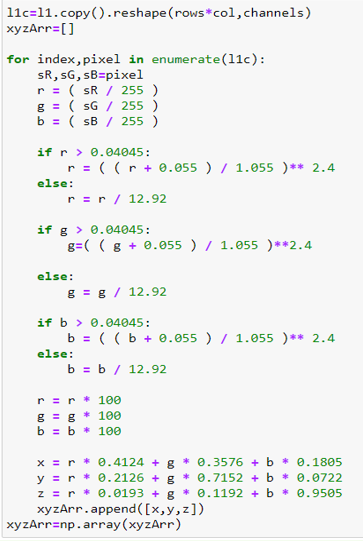 l1c=l1.copy().reshape(rows*col,channels)
xyzArr=[]

for index,pixel in enumerate(l1c):
    sR,sG,sB=pixel
    r = ( sR / 255 )
    g = ( sG / 255 )
    b = ( sB / 255 )

    if r > 0.04045:
        r = ( ( r + 0.055 ) / 1.055 )** 2.4
    else:
        r = r / 12.92

    if g > 0.04045:
        g=( ( g + 0.055 ) / 1.055 )**2.4

    else:
        g = g / 12.92

    if b > 0.04045:
        b = ( ( b + 0.055 ) / 1.055 )** 2.4
    else:
        b = b / 12.92

    r = r * 100
    g = g * 100
    b = b * 100

    x = r * 0.4124 + g * 0.3576 + b * 0.1805
    y = r * 0.2126 + g * 0.7152 + b * 0.0722
    z = r * 0.0193 + g * 0.1192 + b * 0.9505
    xyzArr.append([x,y,z])
xyzArr=np.array(xyzArr)